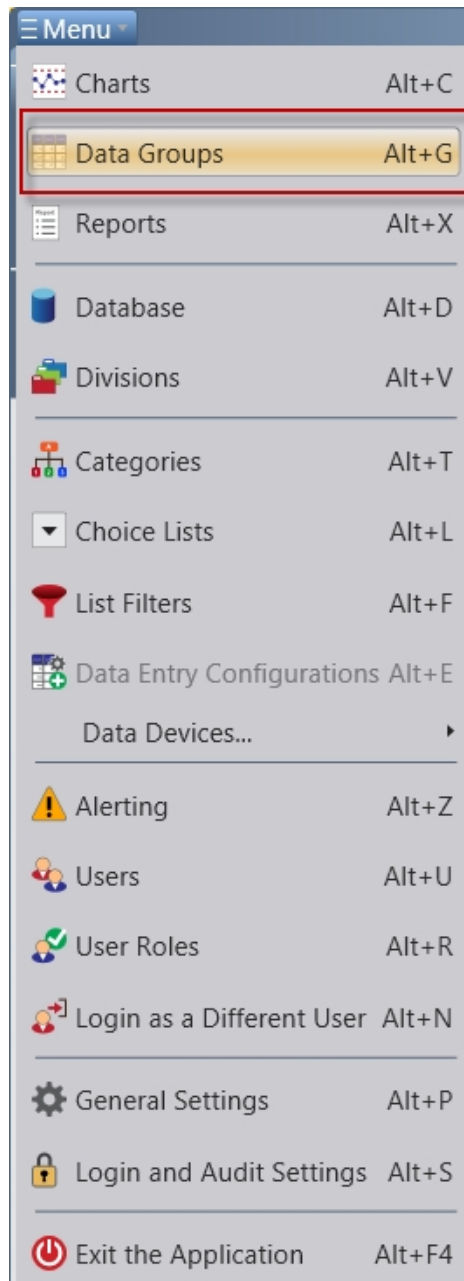 Menu
Charts Alt+C
Data Groups Alt+G
Report
Reports Alt+X
Database Alt+D
Divisions Alt+V
Categories Alt+T
Choice Lists Alt+L
List Filters Alt+F
Data Entry Configurations Alt+E
Data Devices...
Alerting Alt+Z
Users Alt+U
User Roles Alt+R
Login as a Different User Alt+N
General Settings Alt+P
Login and Audit Settings Alt+S
Exit the Application Alt+F4